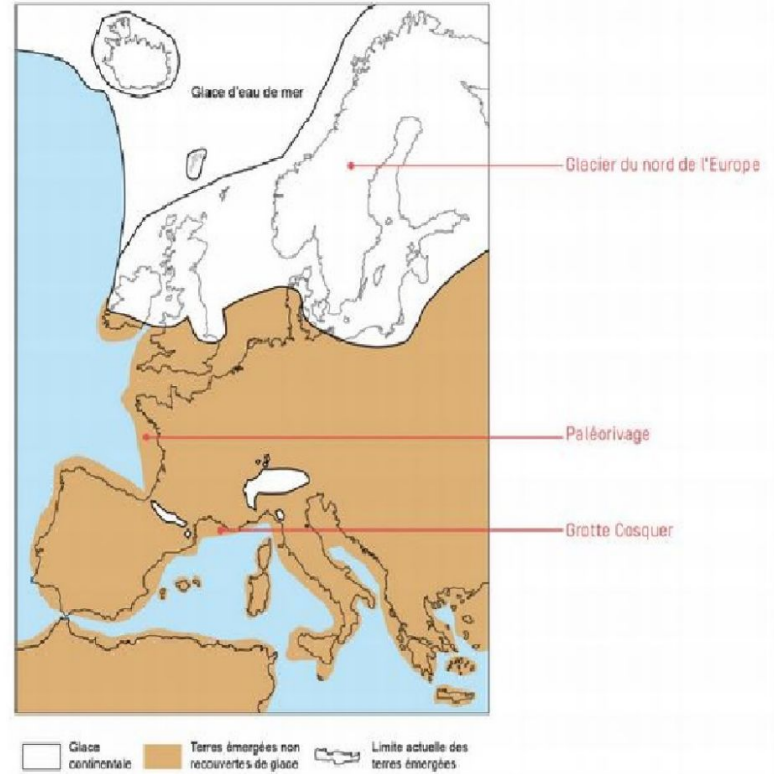 Glace d'eau de mer
Glacier du nord de l'Europe
Paléorivage
Grotte Cosquer
Glace
continentale
Terres émergées non
recouvertes de glace
Limite actuelle des
terres émergées